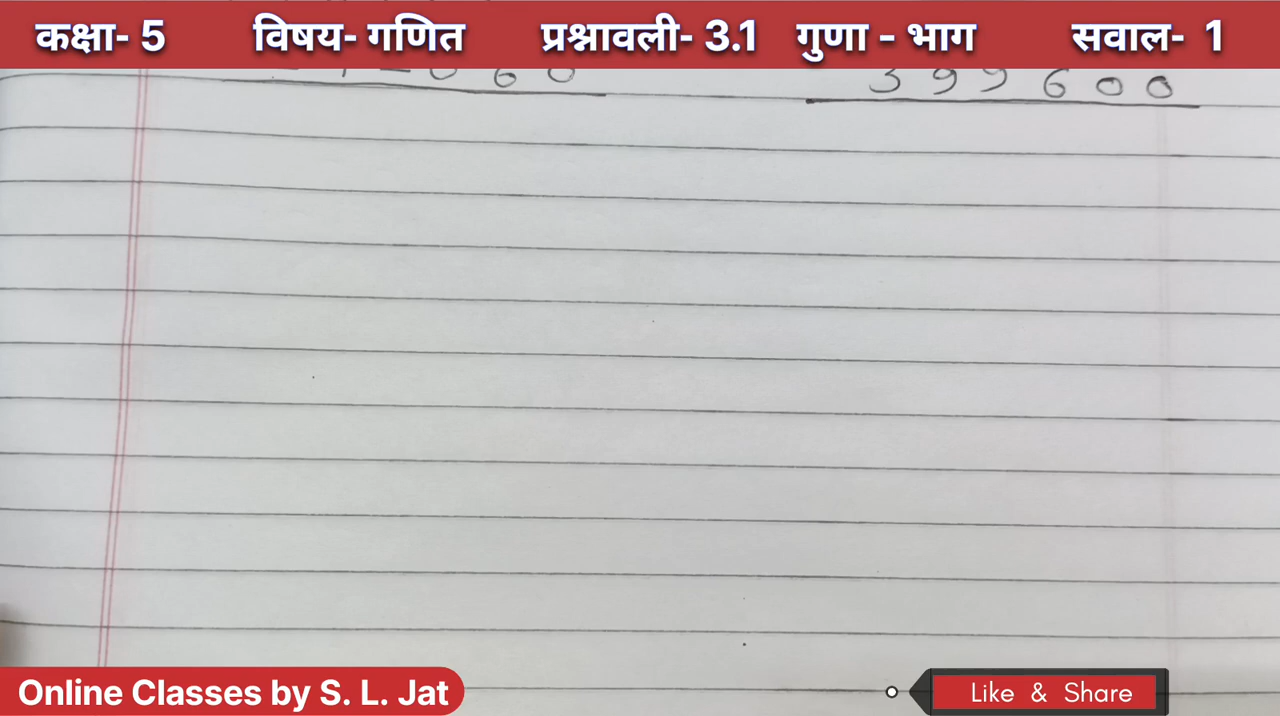 कक्षा- 5 विषय- गणित प्रश्नावली- 3.1 गुणा - भाग सवाल- 1
399600
Online Classes by S. L. Jat
Like & Share